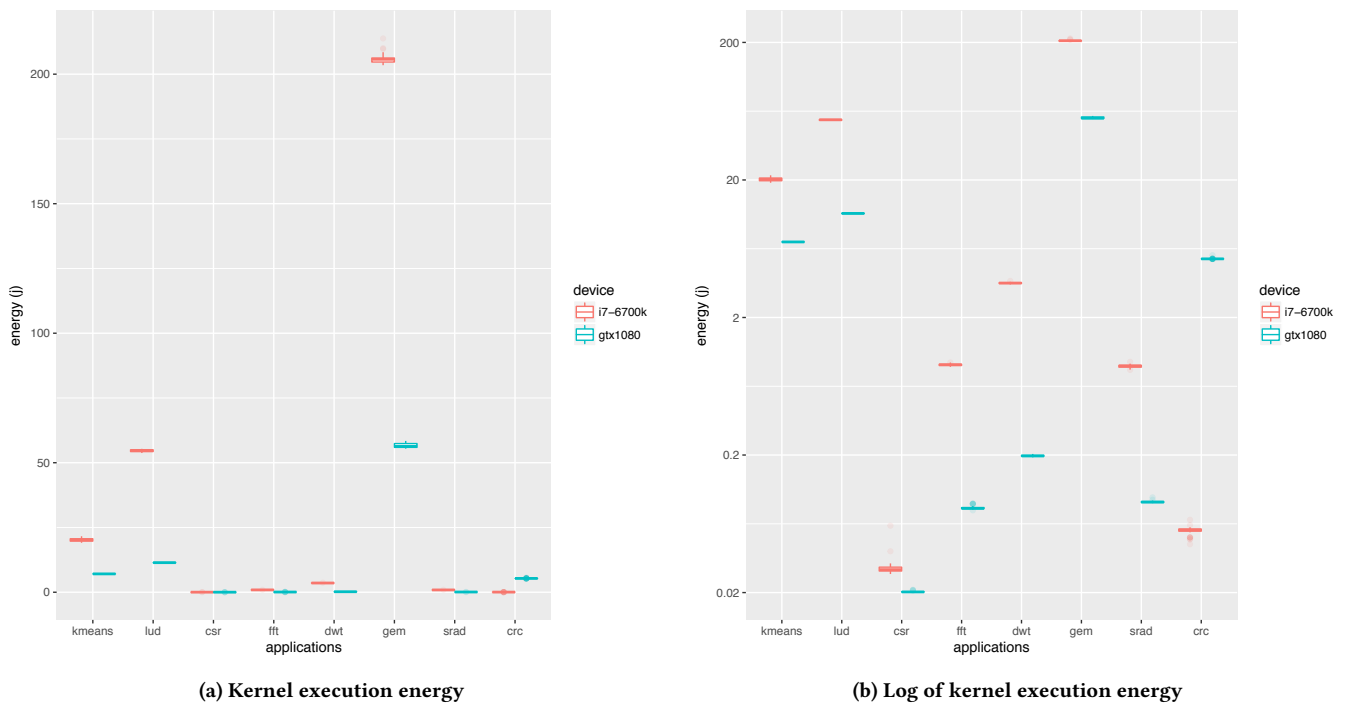 200
150
100
50
0
energy (j)
kmeans lud csr fft dwt gem srad crc
applications
device
i7-6700k
gtx1080
(a) Kernel execution energy
200
20
2
0.2
0.02
energy (j)
kmeans lud csr fft dwt gem srad crc
applications
device
i7-6700k
gtx1080
(b) Log of kernel execution energy